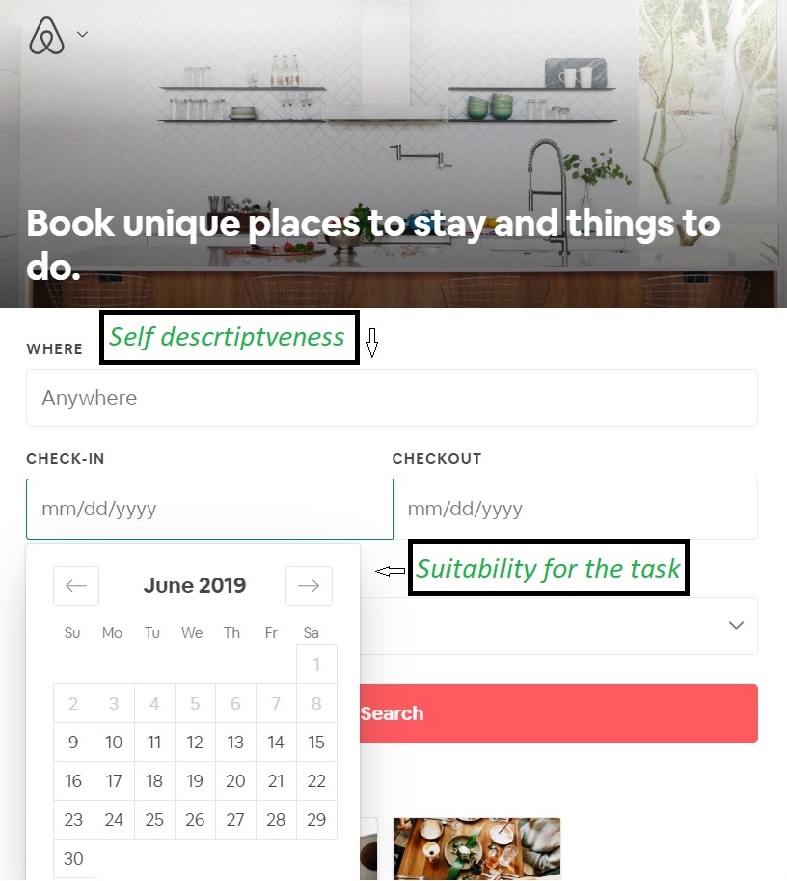 Book unique places to stay and things to
do.
Self descrtiptveness
WHERE
Anywhere
CHECK-IN CHECKOUT
mm/dd/yyyy mm/dd/yyyy
Suitability for the task
June 2019
Su Mo Tu We Th Fr Sa
1
2 3 4 5 6 7 8
9 10 11 12 13 14 15
16 17 18 19 20 21 22
23 24 25 26 27 28 29
30
Search